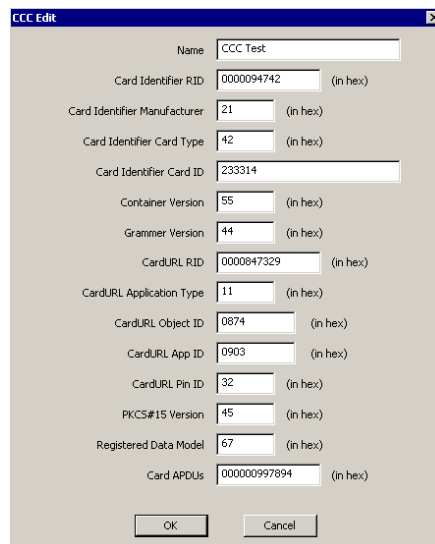 CCC Edit
Name CCC Test
Card Identifier RID 0000094742 (in hex)
Card Identifier Manufacturer 21 (in hex)
Card Identifier Card Type 42 (in hex)
Card Identifier Card ID 233314
Container Version 55 (in hex)
Grammer Version 44 (in hex)
CardURL RID 0000847329 (in hex)
CardURL Application Type 11 (in hex)
CardURL Object ID 0874 (in hex)
CardURL App ID 0903 (in hex)
CardURL Pin ID 32 (in hex)
PKCS#15 Version 45 (in hex)
Registered Data Model 67 (in hex)
Card APDUs 000000997894 (in hex)
OK Cancel